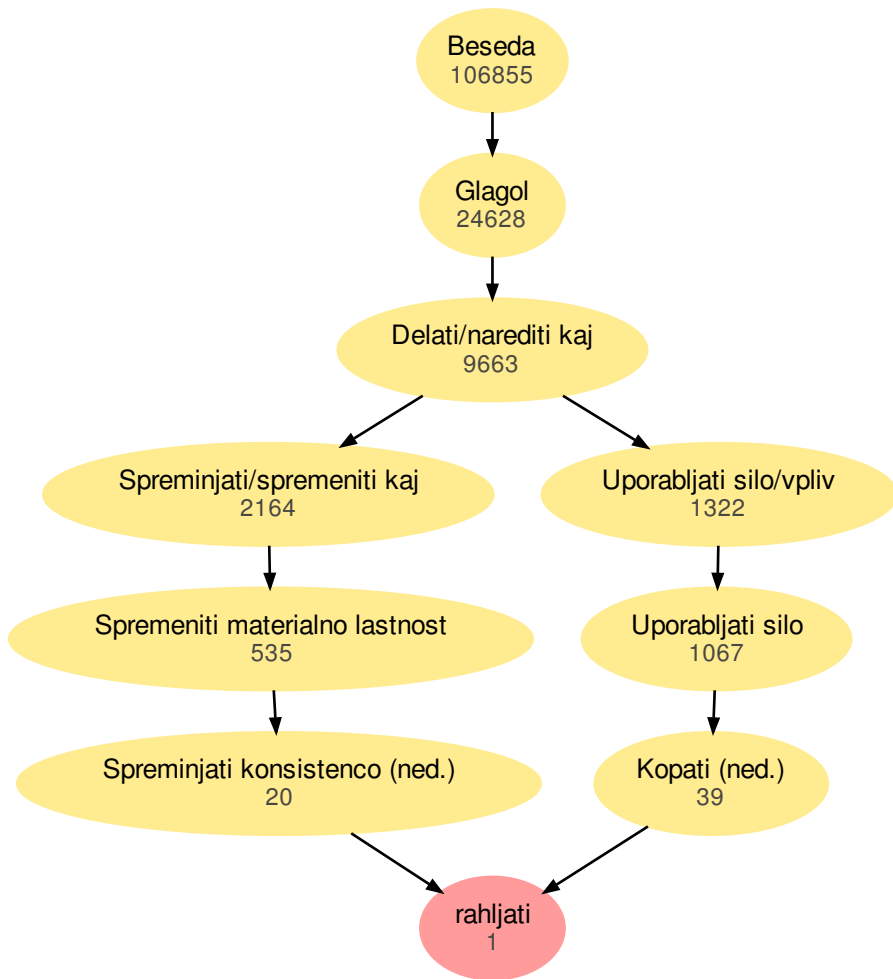 Beseda
106855
Glagol
24628
Delati/narediti kaj
9663
Spreminjati/spremeniti kaj
2164
Uporabljati silo/vpliv
1322
Spremeniti materialno lastnost
535
Uporabljati silo
1067
Spreminjati konsistenco (ned.)
20
Kopati (ned.)
39
rahljati
1